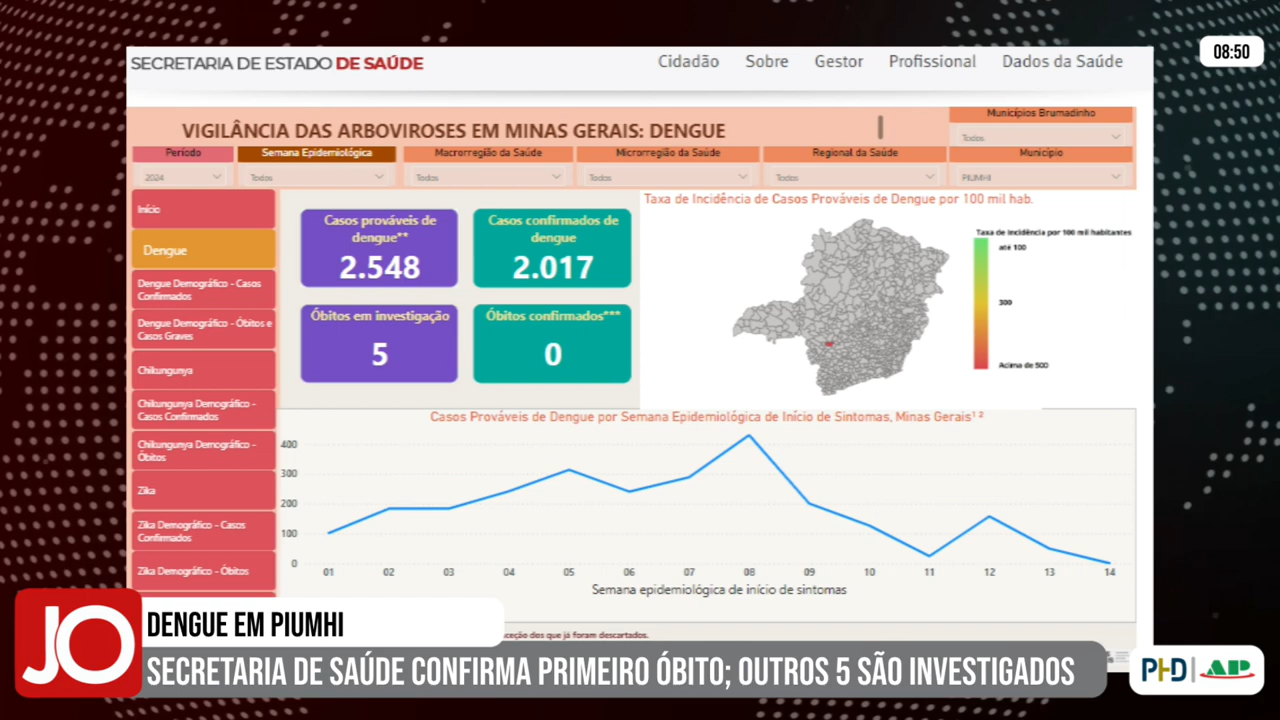 SECRETARIA DE ESTADO DE SAÚDE
Cidadão Sobre Gestor Profissional Dados da Saúde
08:50
VIGILÂNCIA DAS ARBOVIROSES EM MINAS GERAIS: DENGUE
Municípios Brumadinho
Todos
Período Semana Epidemiológica Macrorregião da Saúde Microrregião da Saúde Regional da Saúde Município
2024 Todos Todos Todos Todos PIUMHI
Início
Dengue
Dengue Demográfico - Casos
Confirmados
Dengue Demográfico - Óbitos e
Casos Graves
Chikungunya
Chikungunya Demográfico -
Casos Confirmados
Chikungunya Demográfico -
Óbitos
Zika
Zika Demográfico - Casos
Confirmados
Zika Demográfico - Óbitos
Casos prováveis de
dengue**
2.548
Casos confirmados de
dengue
2.017
Óbitos em investigação
5
Óbitos confirmados***
0
Taxa de Incidência de Casos Prováveis de Dengue por 100 mil hab.
Taxa de Incidência por 100 mil habitantes
até 100
300
Acima de 500
Casos Prováveis de Dengue por Semana Epidemiológica de Início de Sintomas, Minas Gerais¹ ²
400
300
200
100
0
01 02 03 04 05 06 07 08 09 10 11 12 13 14
Semana epidemiológica de início de sintomas
ceção dos que já foram descartados.
JO
DENGUE EM PIUMHI
SECRETARIA DE SAÚDE CONFIRMA PRIMEIRO ÓBITO; OUTROS 5 SÃO INVESTIGADOS
PHD | AP